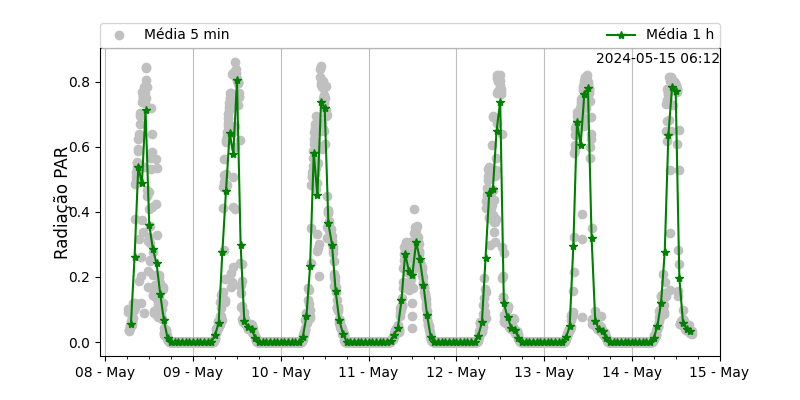 Média 5 min
Média 1 h
2024-05-15 06:12
Radiação PAR
0.8
0.6
0.4
0.2
0.0
08 - May
09 - May
10 - May
11 - May
12 - May
13 - May
14 - May
15 - May